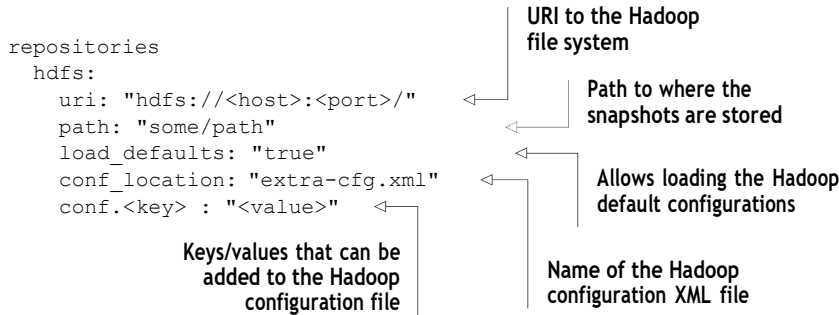 URI to the Hadoop
file system
repositories
hdfs:
uri: "hdfs://<host>:<port>/"
Path to where the
snapshots are stored
path: "some/path"
load_defaults: "true"
conf_location: "extra-cfg.xml"
Allows loading the Hadoop
default configurations
conf.<key> : "<value>"
Keys/values that can be
added to the Hadoop
configuration file
Name of the Hadoop
configuration XML file